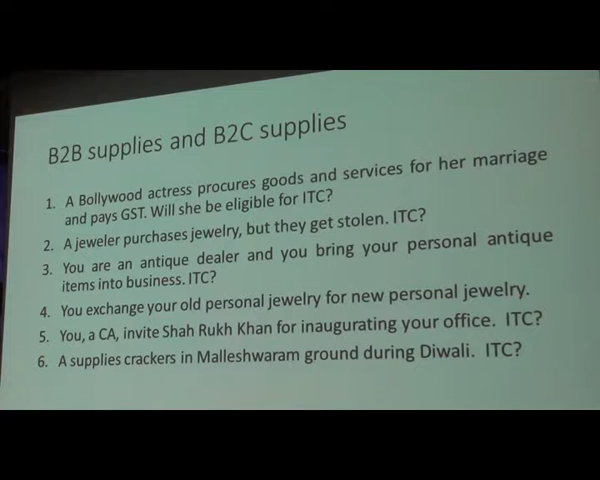 B2B supplies and B2C supplies
1. A Bollywood actress procures goods and services for her marriage
and pays GST. Will she be eligible for ITC?
2. A jeweler purchases jewelry, but they get stolen. ITC?
3. You are an antique dealer and you bring your personal antique
items into business. ITC?
4. You exchange your old personal jewelry for new personal jewelry.
5. You, a CA, invite Shah Rukh Khan for inaugurating your office. ITC?
6. A supplies crackers in Malleshwaram ground during Diwali. ITC?